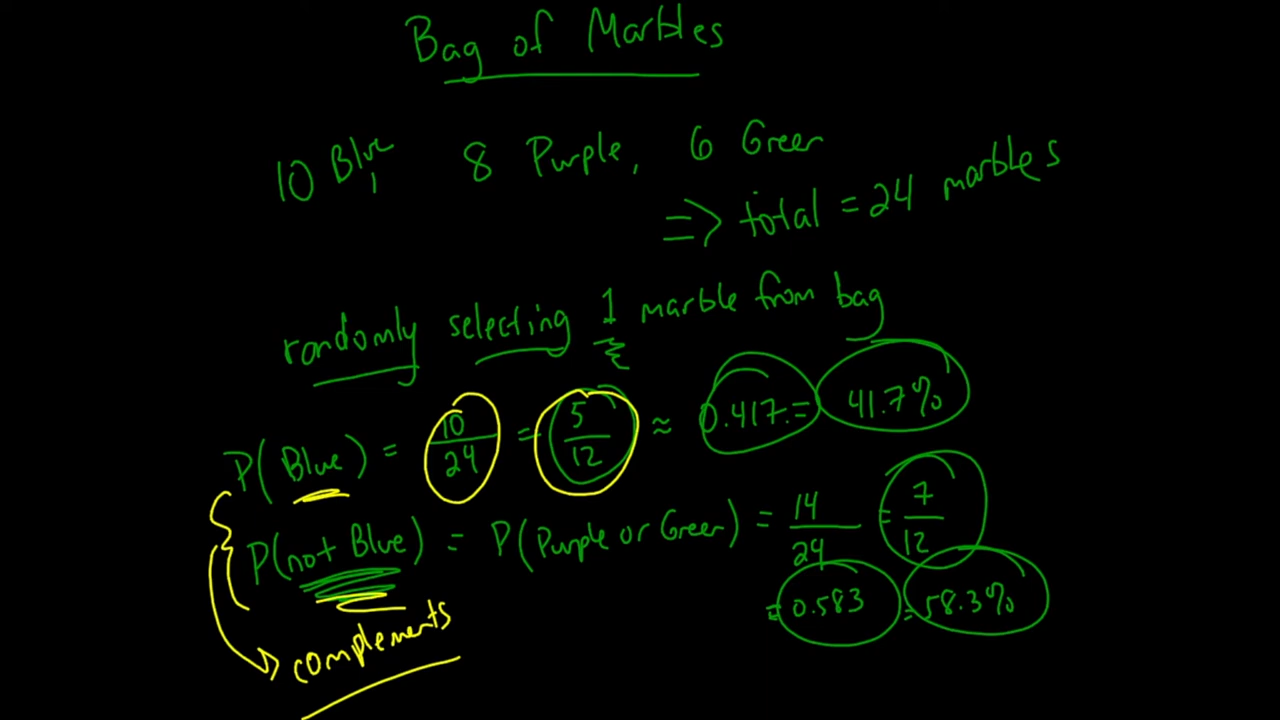 Bag of Marbles
10 Blue, 8 Purple, 6 Green
=> total = 24 marbles
randomly selecting 1 marble from bag
P(Blue) = 10/24 = 5/12 ≈ 0.417 = 41.7%
P(not Blue) = P(Purple or Green) = 14/24 = 7/12
= 0.583 = 58.3%
complements